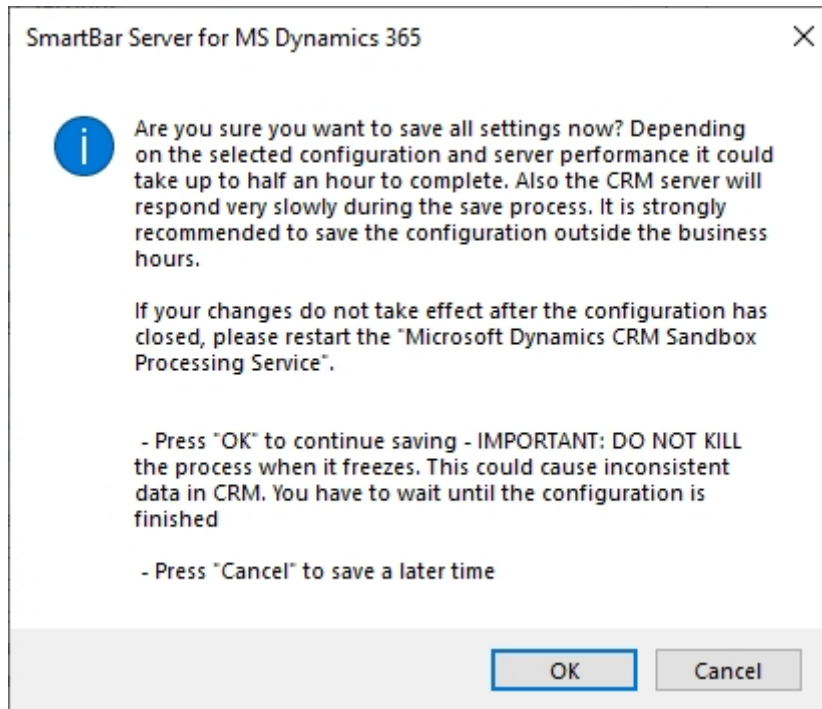 SmartBar Server for MS Dynamics 365
Are you sure you want to save all settings now? Depending
on the selected configuration and server performance it could
take up to half an hour to complete. Also the CRM server will
respond very slowly during the save process. It is strongly
recommended to save the configuration outside the business
hours.
If your changes do not take effect after the configuration has
closed, please restart the "Microsoft Dynamics CRM Sandbox
Processing Service".
- Press "OK" to continue saving - IMPORTANT: DO NOT KILL
the process when it freezes. This could cause inconsistent
data in CRM. You have to wait until the configuration is
finished
- Press "Cancel" to save a later time
OK
Cancel